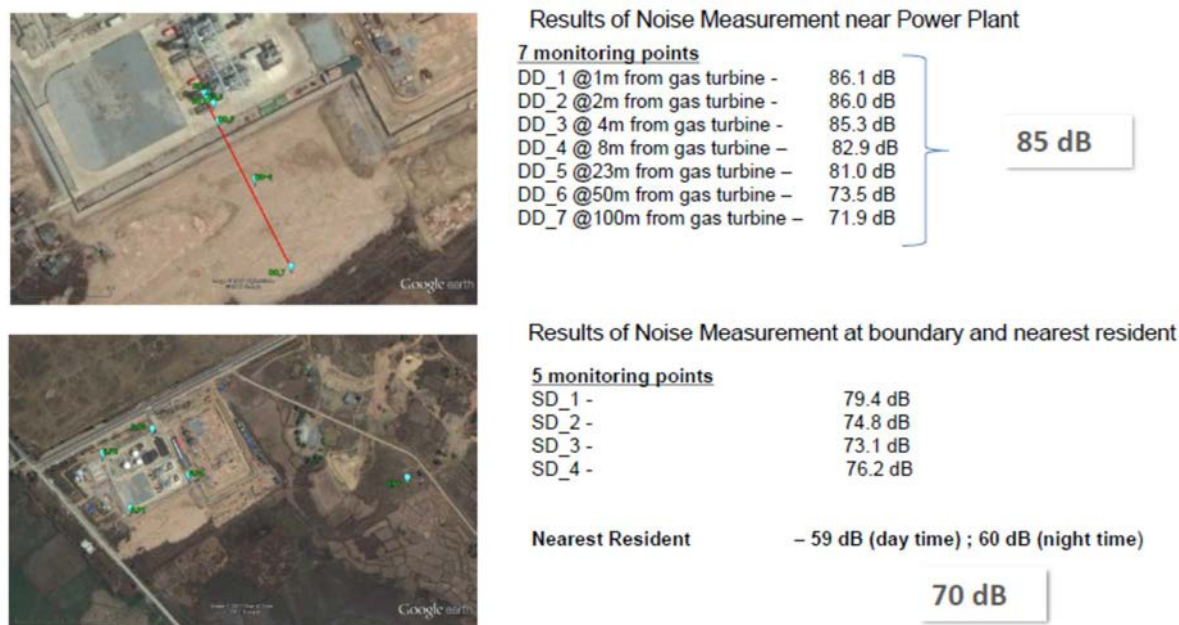 Results of Noise Measurement near Power Plant
7 monitoring points
DD_1 @1m from gas turbine - 86.1 dB
DD_2 @2m from gas turbine - 86.0 dB
DD_3 @ 4m from gas turbine - 85.3 dB
DD_4 @ 8m from gas turbine – 82.9 dB
DD_5 @23m from gas turbine – 81.0 dB
DD_6 @50m from gas turbine – 73.5 dB
DD_7 @100m from gas turbine – 71.9 dB
85 dB
DD_7
Google earth
Results of Noise Measurement at boundary and nearest resident
5 monitoring points
SD_1 - 79.4 dB
SD_2 - 74.8 dB
SD_3 - 73.1 dB
SD_4 - 76.2 dB
Nearest Resident – 59 dB (day time) ; 60 dB (night time)
70 dB
Google earth